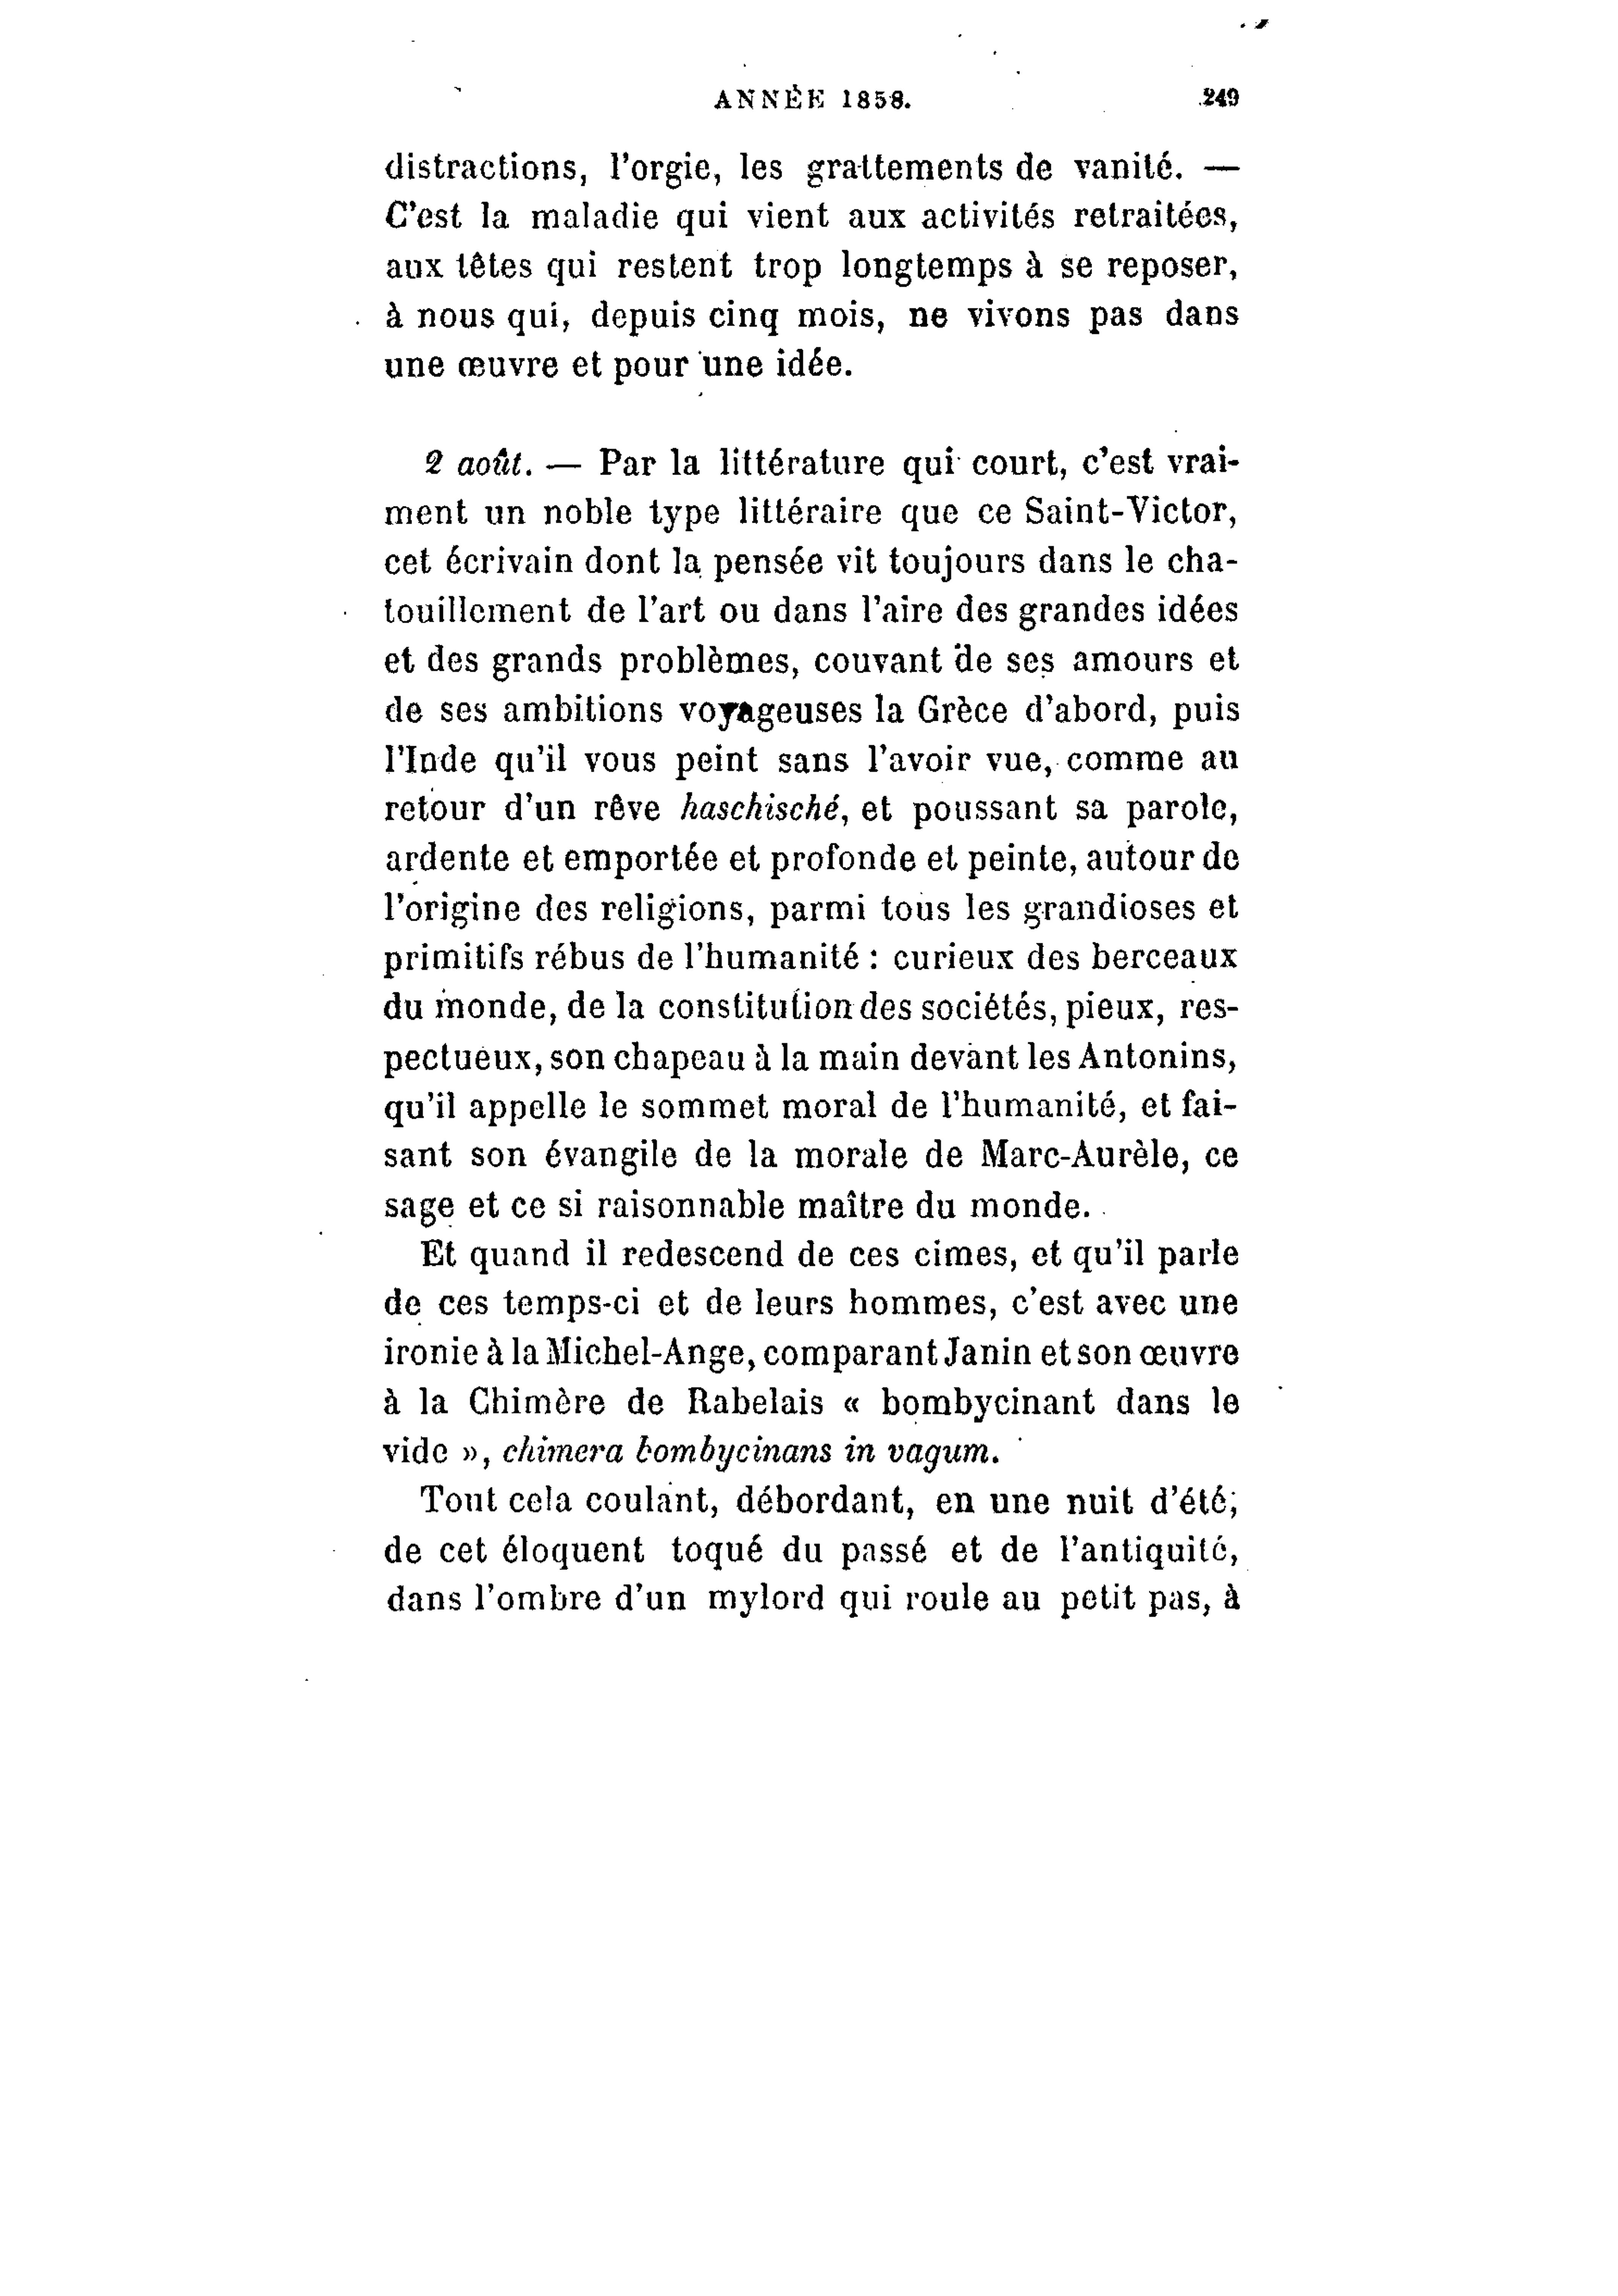 ANNÉE 1858. 249
distractions, l'orgie, les grattements de vanité. —
C'est la maladie qui vient aux activités retraitées,
aux têtes qui restent trop longtemps à se reposer,
à nous qui, depuis cinq mois, ne vivons pas dans
une œuvre et pour une idée.
2 août. — Par la littérature qui court, c'est vrai-
ment un noble type littéraire que ce Saint-Victor,
cet écrivain dont la pensée vit toujours dans le cha-
touillement de l'art ou dans l'aire des grandes idées
et des grands problèmes, couvant de ses amours et
de ses ambitions voyageuses la Grèce d'abord, puis
l'Inde qu'il vous peint sans l'avoir vue, comme au
retour d'un rêve haschisché, et poussant sa parole,
ardente et emportée et profonde et peinte, autour de
l'origine des religions, parmi tous les grandioses et
primitifs rébus de l'humanité : curieux des berceaux
du monde, de la constitution des sociétés, pieux, res-
pectueux, son chapeau à la main devant les Antonins,
qu'il appelle le sommet moral de l'humanité, et fai-
sant son évangile de la morale de Marc-Aurèle, ce
sage et ce si raisonnable maître du monde.
Et quand il redescend de ces cimes, et qu'il parle
de ces temps-ci et de leurs hommes, c'est avec une
ironie à la Michel-Ange, comparant Janin et son œuvre
à la Chimère de Rabelais « bombycinant dans le
vide », chimera bombycinans in vagum.
Tout cela coulant, débordant, en une nuit d'été;
de cet éloquent toqué du passé et de l'antiquité,
dans l'ombre d'un mylord qui roule au petit pas, à